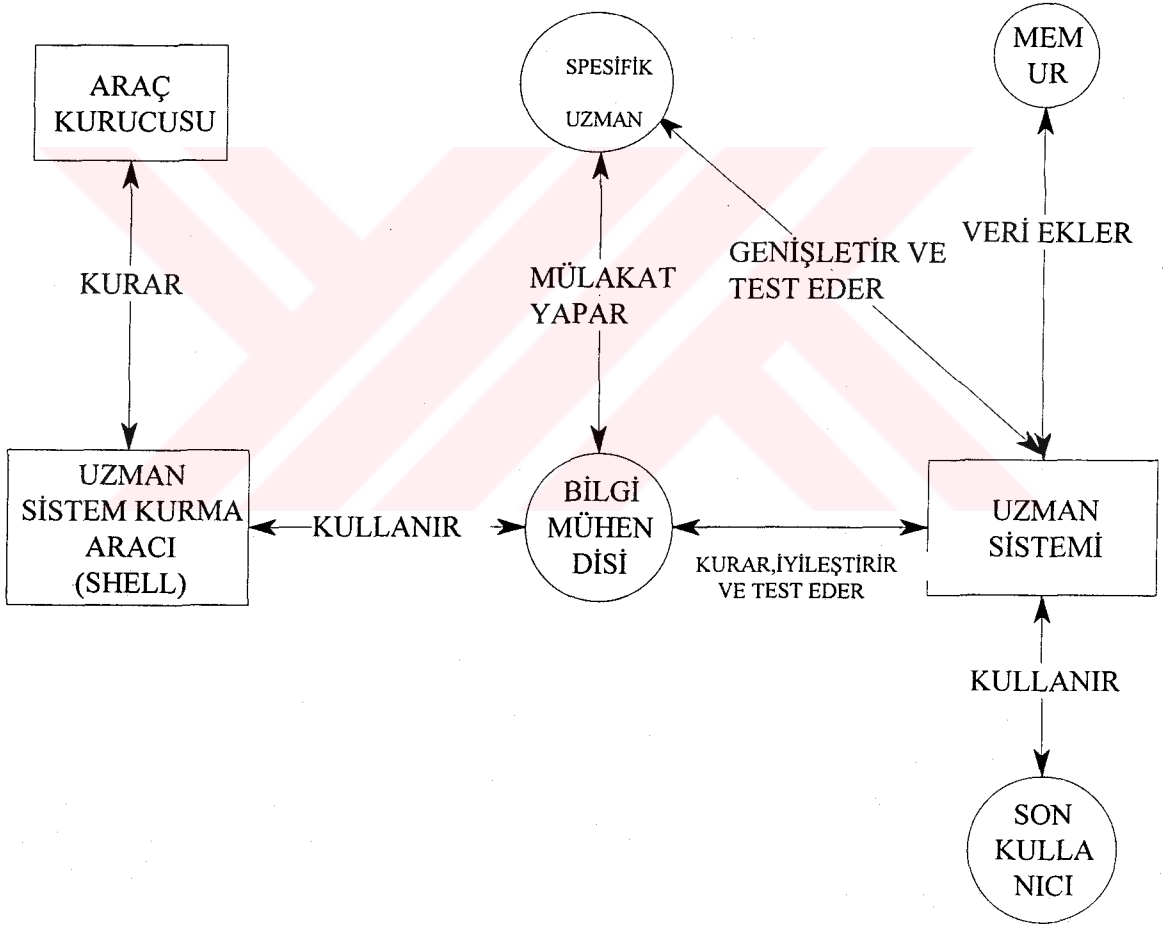 ARAÇ
KURUCUSU
SPESİFİK
UZMAN
MEM
UR
KURAR
MÜLAKAT
YAPAR
GENİŞLETİR VE
TEST EDER
VERİ EKLER
UZMAN
SİSTEM KURMA
ARACI
(SHELL)
KULLANIR
BİLGİ
MÜHEN
DİSİ
KURAR,İYİLEŞTİRİR
VE TEST EDER
UZMAN
SİSTEMİ
KULLANIR
SON
KULLA
NICI